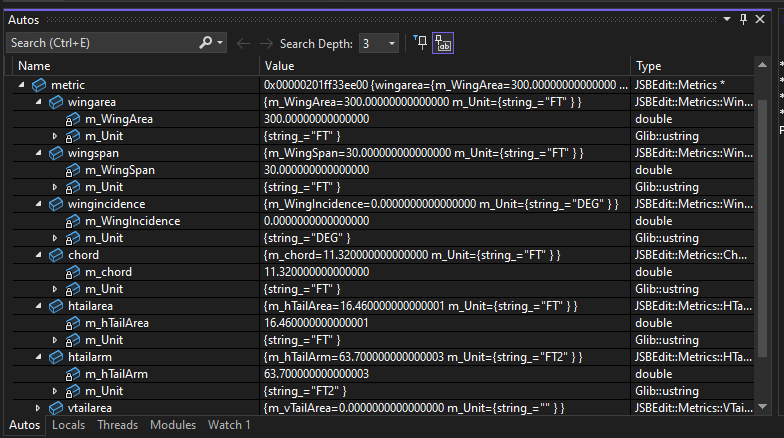 Autos
Search (Ctrl+E) Search Depth: 3
Name Value Type
metric 0x00000201ff33ee00 {wingarea={m_WingArea=300.00000000000000 ... JSBEdit::Metrics *
wingarea {m_WingArea=300.00000000000000 m_Unit={string_="FT" } } JSBEdit::Metrics::Win...
m_WingArea 300.00000000000000 double
m_Unit {string_="FT" } Glib::ustring
wingspan {m_WingSpan=30.000000000000000 m_Unit={string_="FT" } } JSBEdit::Metrics::Win...
m_WingSpan 30.000000000000000 double
m_Unit {string_="FT" } Glib::ustring
wingincidence {m_WingIncidence=0.0000000000000000 m_Unit={string_="DEG" } } JSBEdit::Metrics::Win...
m_WingIncidence 0.0000000000000000 double
m_Unit {string_="DEG" } Glib::ustring
chord {m_chord=11.320000000000000 m_Unit={string_="FT" } } JSBEdit::Metrics::Ch...
m_chord 11.320000000000000 double
m_Unit {string_="FT" } Glib::ustring
htailarea {m_hTailArea=16.460000000000001 m_Unit={string_="FT" } } JSBEdit::Metrics::HTa...
m_hTailArea 16.460000000000001 double
m_Unit {string_="FT" } Glib::ustring
htailarm {m_hTailArm=63.700000000000003 m_Unit={string_="FT2" } } JSBEdit::Metrics::HTa...
m_hTailArm 63.700000000000003 double
m_Unit {string_="FT2" } Glib::ustring
vtailarea {m_vTailArea=0.0000000000000000 m_Unit={string_="" } } JSBEdit::Metrics::VTai...
Autos Locals Threads Modules Watch 1